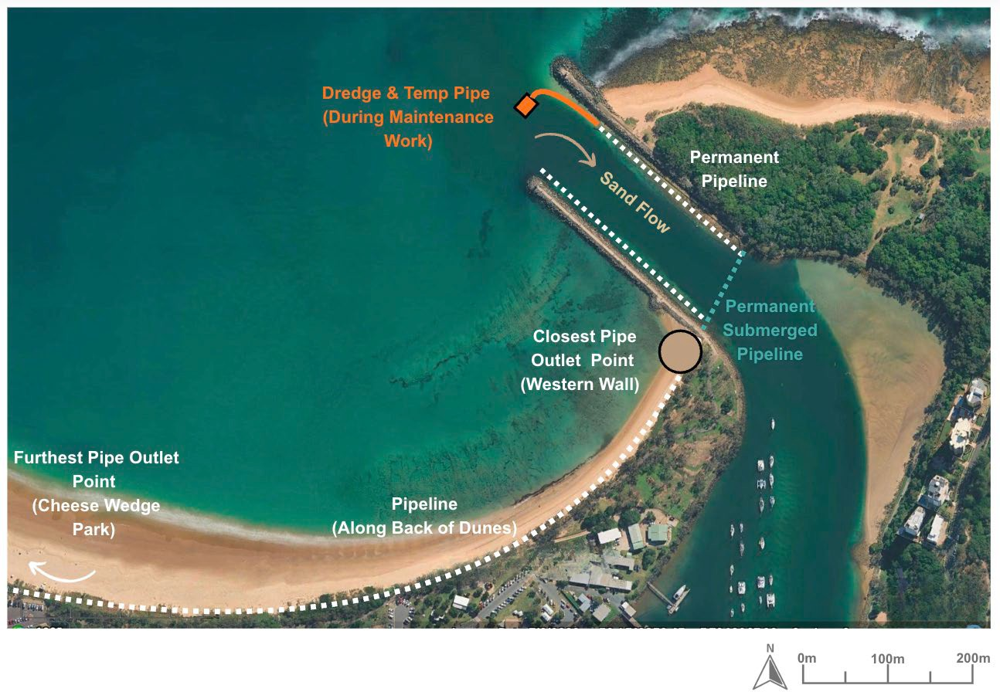 Dredge & Temp Pipe
(During Maintenance
Work)
Permanent
Pipeline
Sand Flow
Permanent
Submerged
Pipeline
Closest Pipe
Outlet Point
(Western Wall)
Furthest Pipe Outlet
Point
(Cheese Wedge
Park)
Pipeline
(Along Back of Dunes)
N
0m 100m 200m